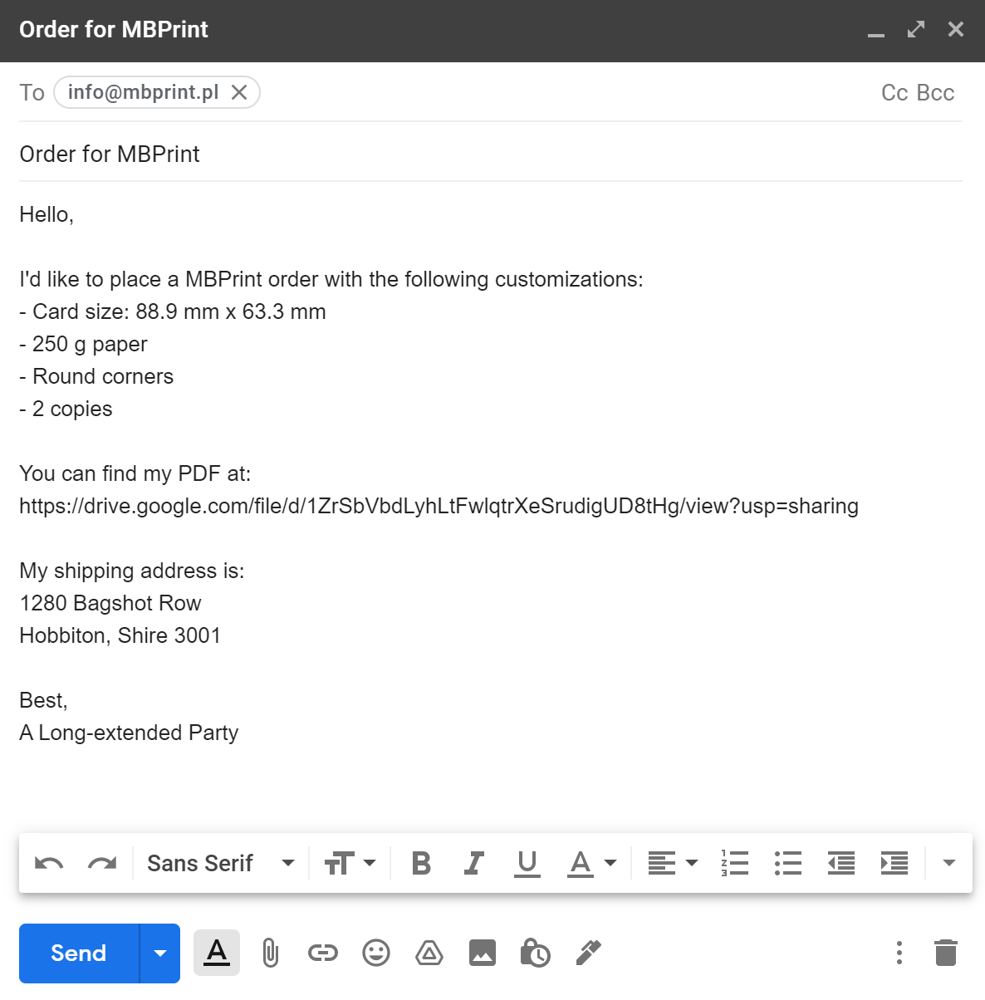 Order for MBPrint
To info@mbprint.pl Cc Bcc
Order for MBPrint
Hello,
I'd like to place a MBPrint order with the following customizations:
- Card size: 88.9 mm x 63.3 mm
- 250 g paper
- Round corners
- 2 copies
You can find my PDF at:
https://drive.google.com/file/d/1ZrSbVbdLyhLtFwlqtrXeSrudigUD8tHg/view?usp=sharing
My shipping address is:
1280 Bagshot Row
Hobbiton, Shire 3001
Best,
A Long-extended Party
Sans Serif
Send